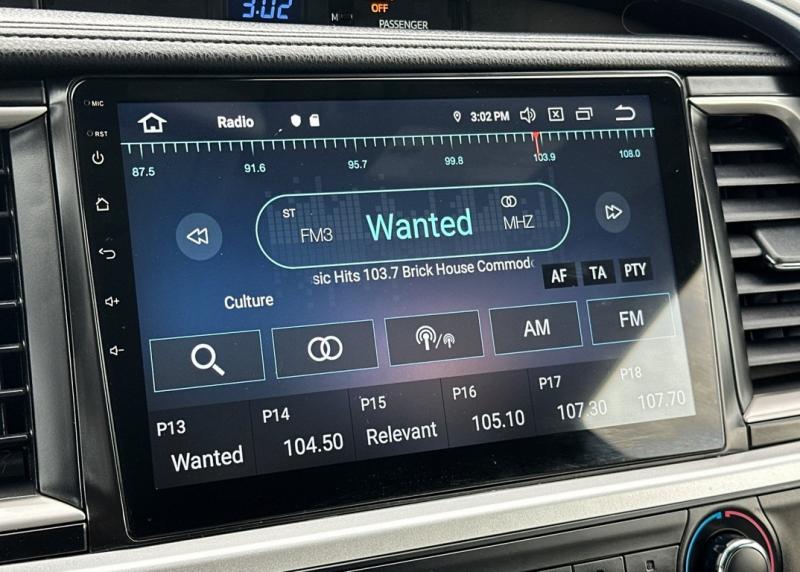 3:02
M
OFF
PASSENGER
MIC
RST
Radio
3:02 PM
87.5 91.6 95.7 99.8 103.9 108.0
ST
FM3 Wanted MHZ
sic Hits 103.7 Brick House Commod
AF TA PTY
Culture
AM FM
P13 P14 P15 P16 P17 P18
Wanted 104.50 Relevant 105.10 107.30 107.70